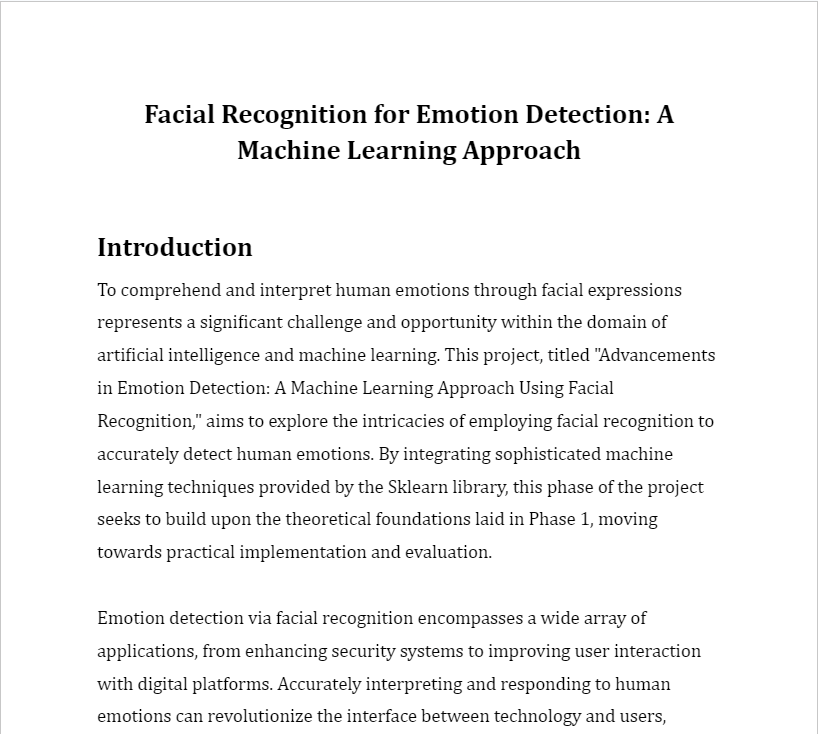 Facial Recognition for Emotion Detection: A
Machine Learning Approach
Introduction
To comprehend and interpret human emotions through facial expressions
represents a significant challenge and opportunity within the domain of
artificial intelligence and machine learning. This project, titled "Advancements
in Emotion Detection: A Machine Learning Approach Using Facial
Recognition," aims to explore the intricacies of employing facial recognition to
accurately detect human emotions. By integrating sophisticated machine
learning techniques provided by the Sklearn library, this phase of the project
seeks to build upon the theoretical foundations laid in Phase 1, moving
towards practical implementation and evaluation.
Emotion detection via facial recognition encompasses a wide array of
applications, from enhancing security systems to improving user interaction
with digital platforms. Accurately interpreting and responding to human
emotions can revolutionize the interface between technology and users,